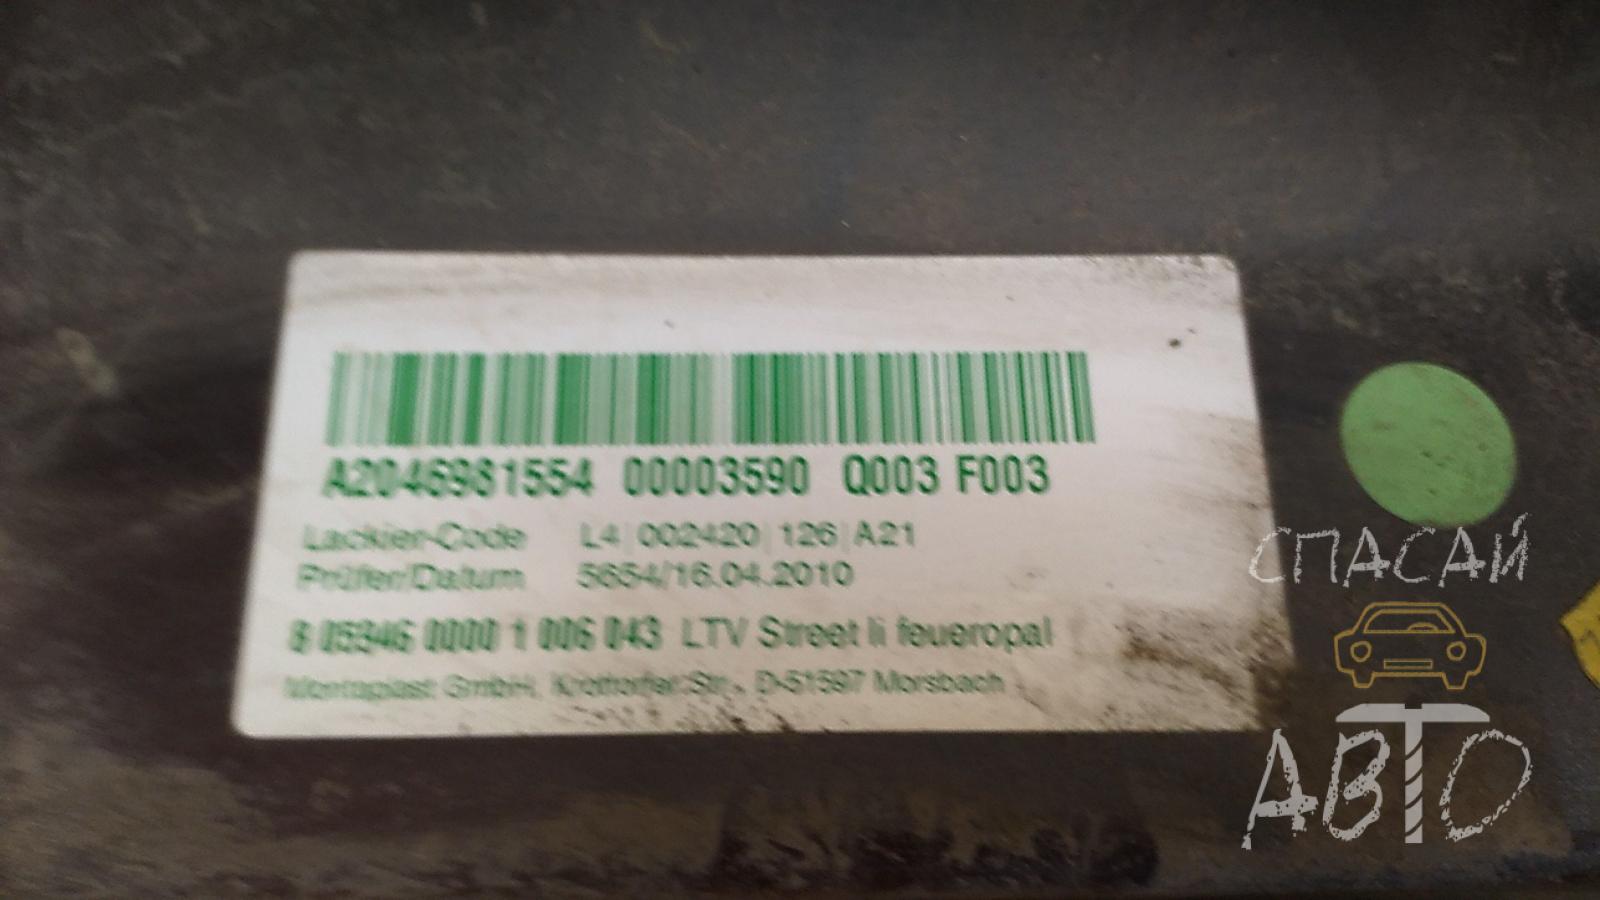 A2046981554 00003590 Q003 F003
Lackier-Code L4|002420|126|A21
Prüfer/Datum 5654/16.04.2010
8 05346 0000 1 006 043 LTV Street li feueropal
Montaplast GmbH, Krottorfer Str., D-51597 Morsbach
СПАСАЙ
АВТО